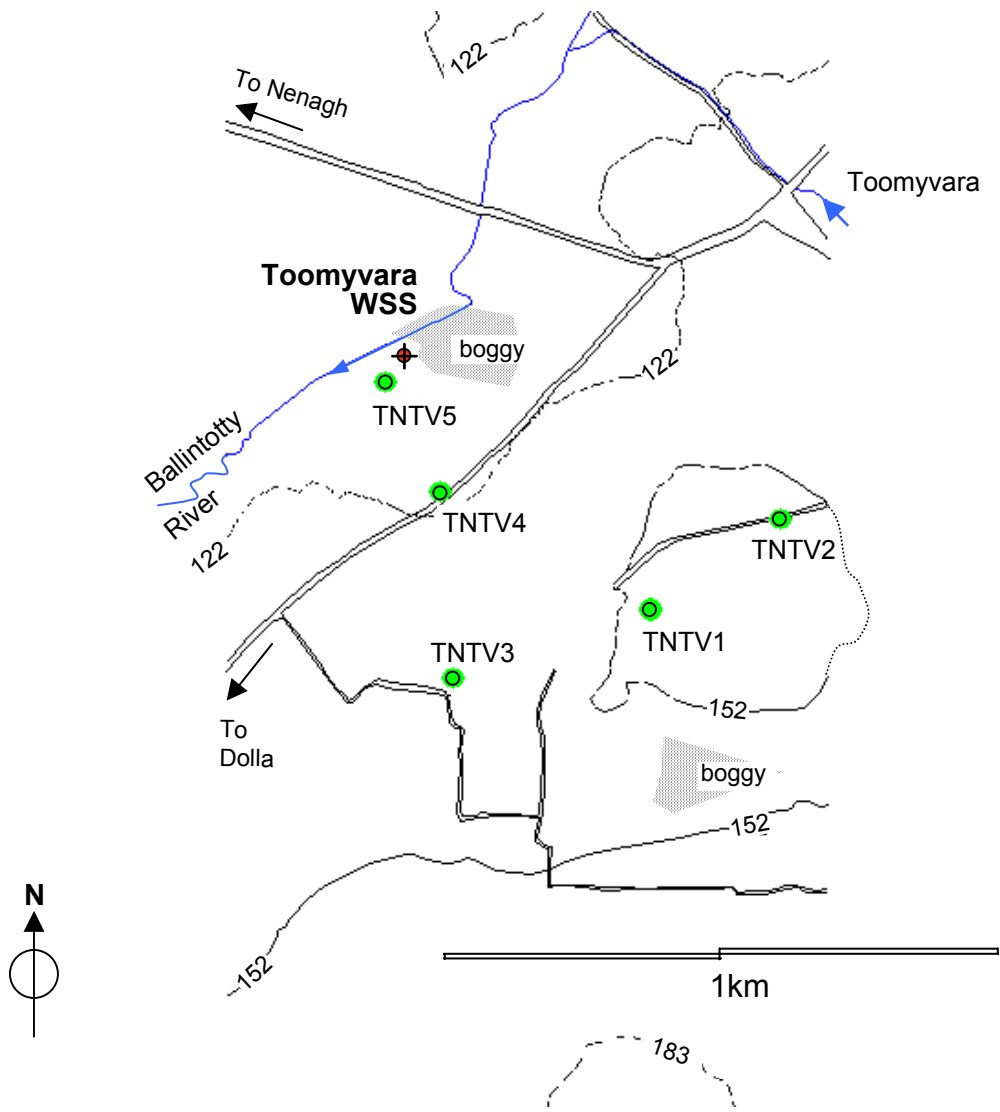 122
To Nenagh
Toomyvara
Toomyvara
WSS
boggy
122
TNTV5
Ballintotty
River
122
TNTV4
TNTV2
TNTV1
TNTV3
152
To
Dolla
boggy
152
N
152
1km
183